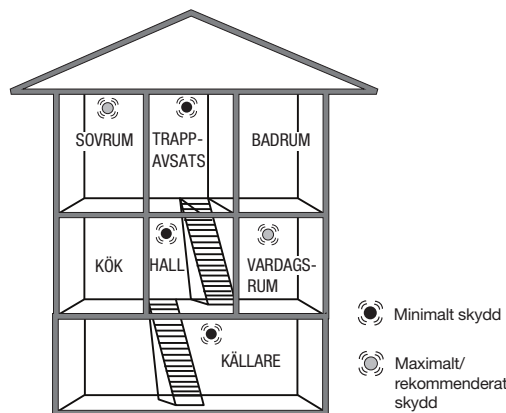 SOVRUM
TRAPP-
AVSATS
BADRUM
KÖK
HALL
VARDAGS-
RUM
KÄLLARE
Minimalt skydd
Maximalt/
rekommenderat
skydd